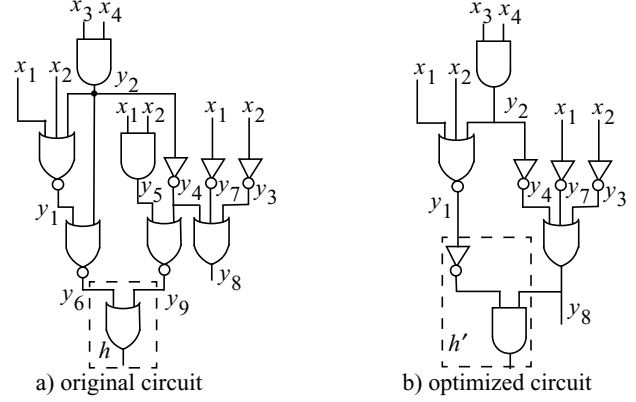 x3 x4
x1 x2
y2
x1 x2
x1 x2
y5 y4 y7 y3
y1
y8
y6 y9
h
a) original circuit
x3 x4
x1 x2
y2
x1 x2
y4 y7 y3
y1
y8
h′
b) optimized circuit